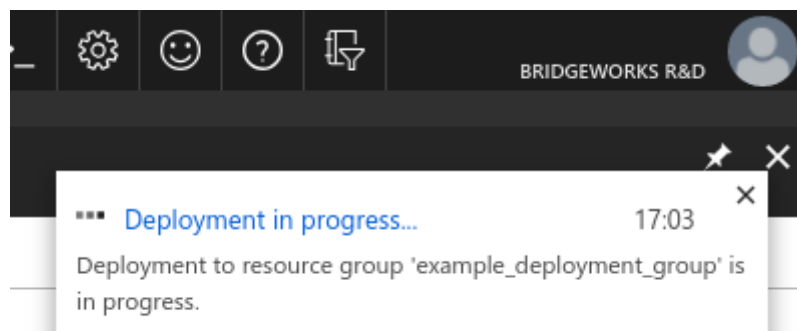 BRIDGEWORKS R&D
Deployment in progress...
17:03
Deployment to resource group 'example_deployment_group' is
in progress.